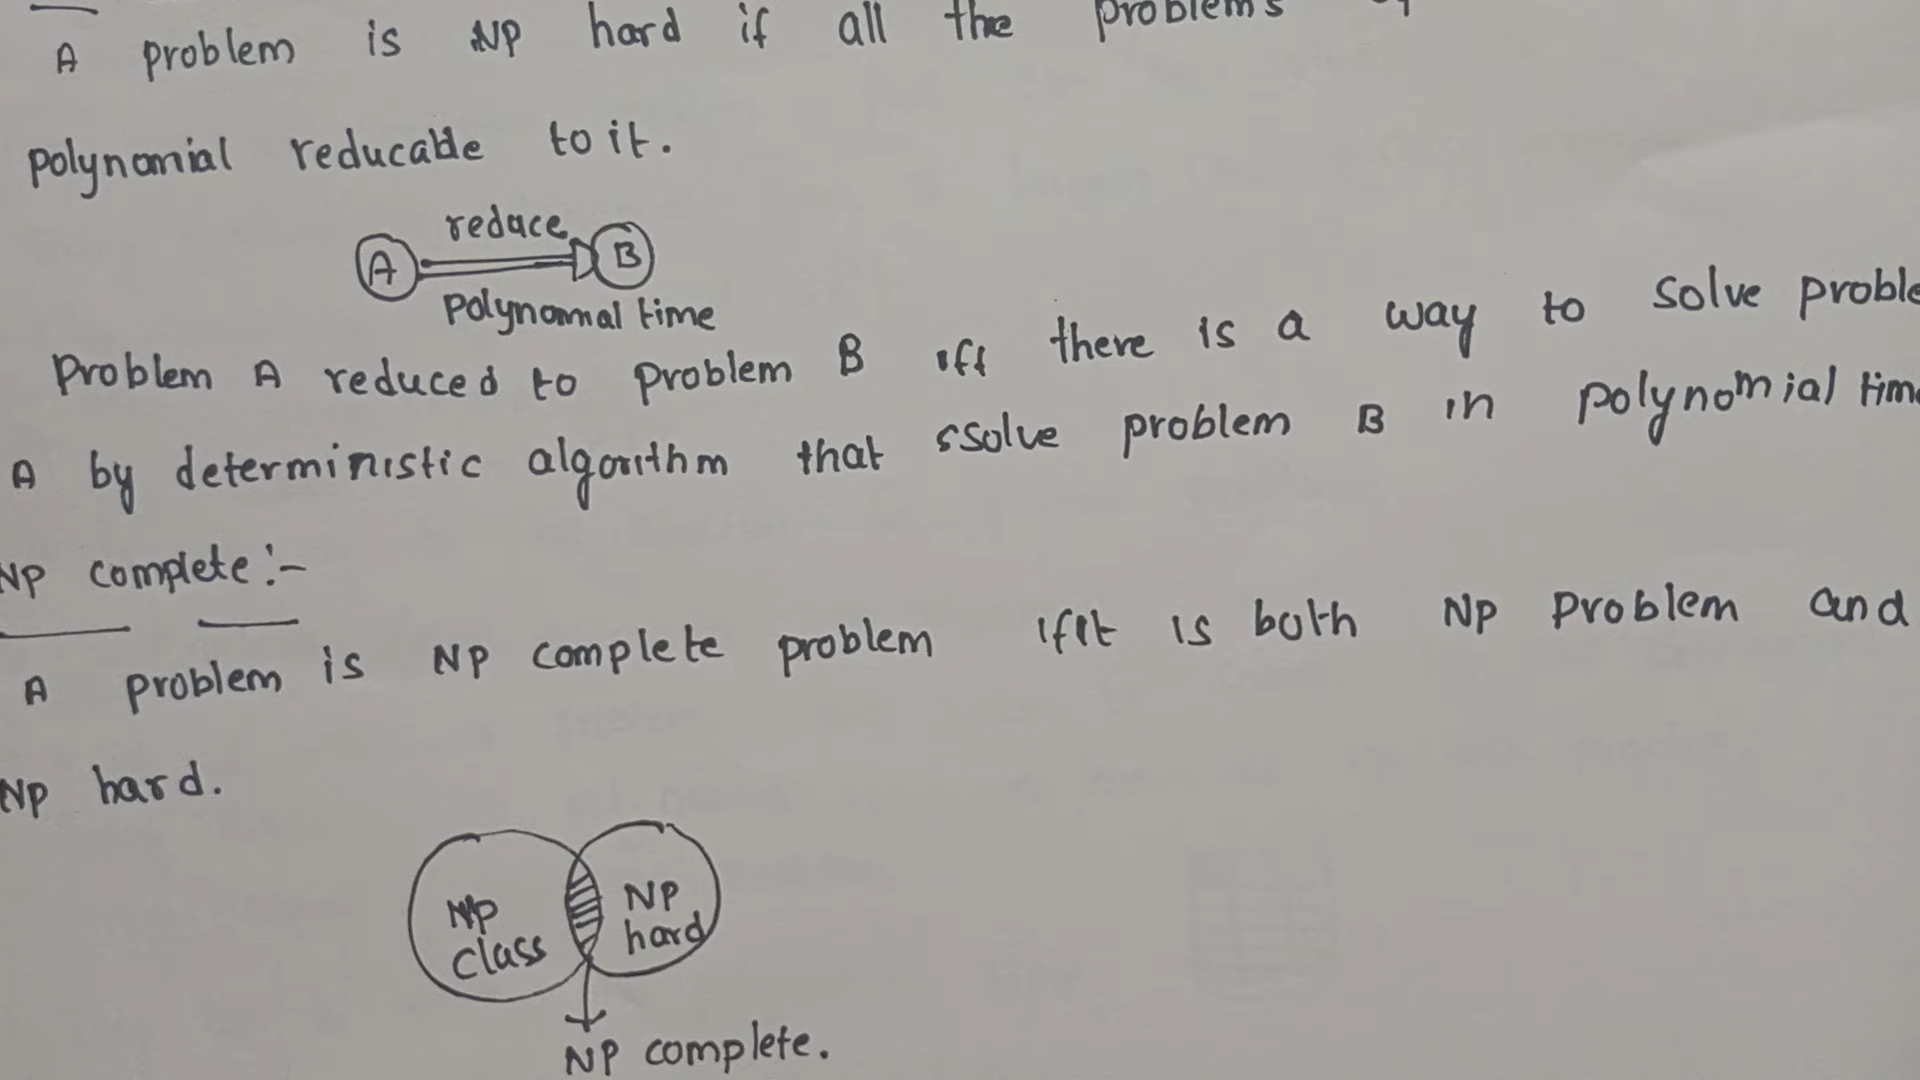 A problem is NP hard if all the problems
polynomial reducable to it.
reduce
A B
polynomial time
Problem A reduced to problem B iff there is a way to solve proble
A by deterministic algorithm that ssolve problem B in polynomial time
NP complete:-
A problem is NP complete problem ifit is both NP problem and
NP hard.
NP class NP hard
NP complete.